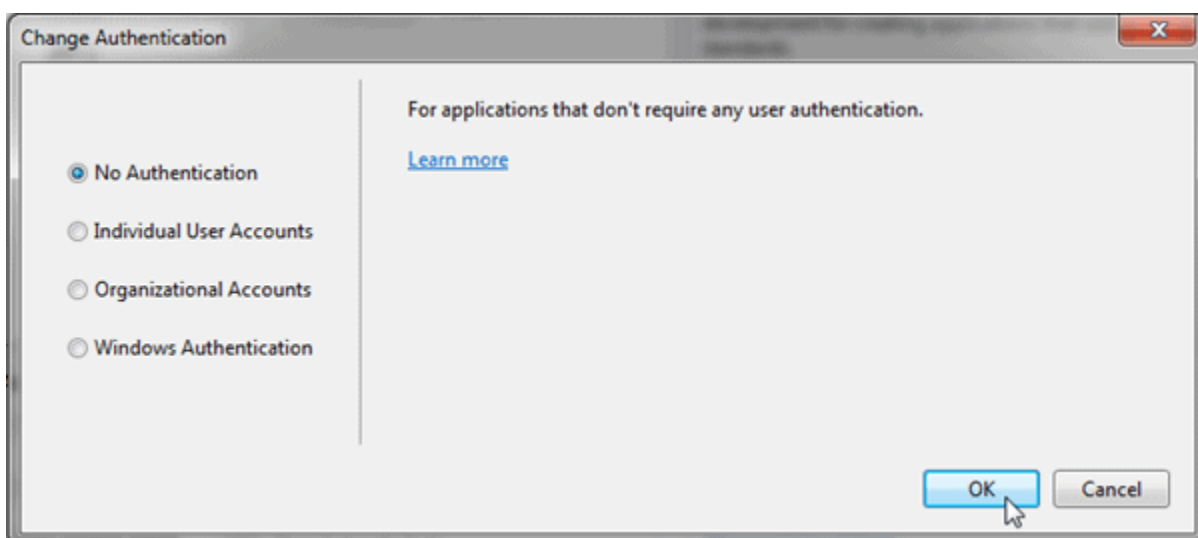 Change Authentication
For applications that don't require any user authentication.
Learn more
No Authentication
Individual User Accounts
Organizational Accounts
Windows Authentication
OK
Cancel